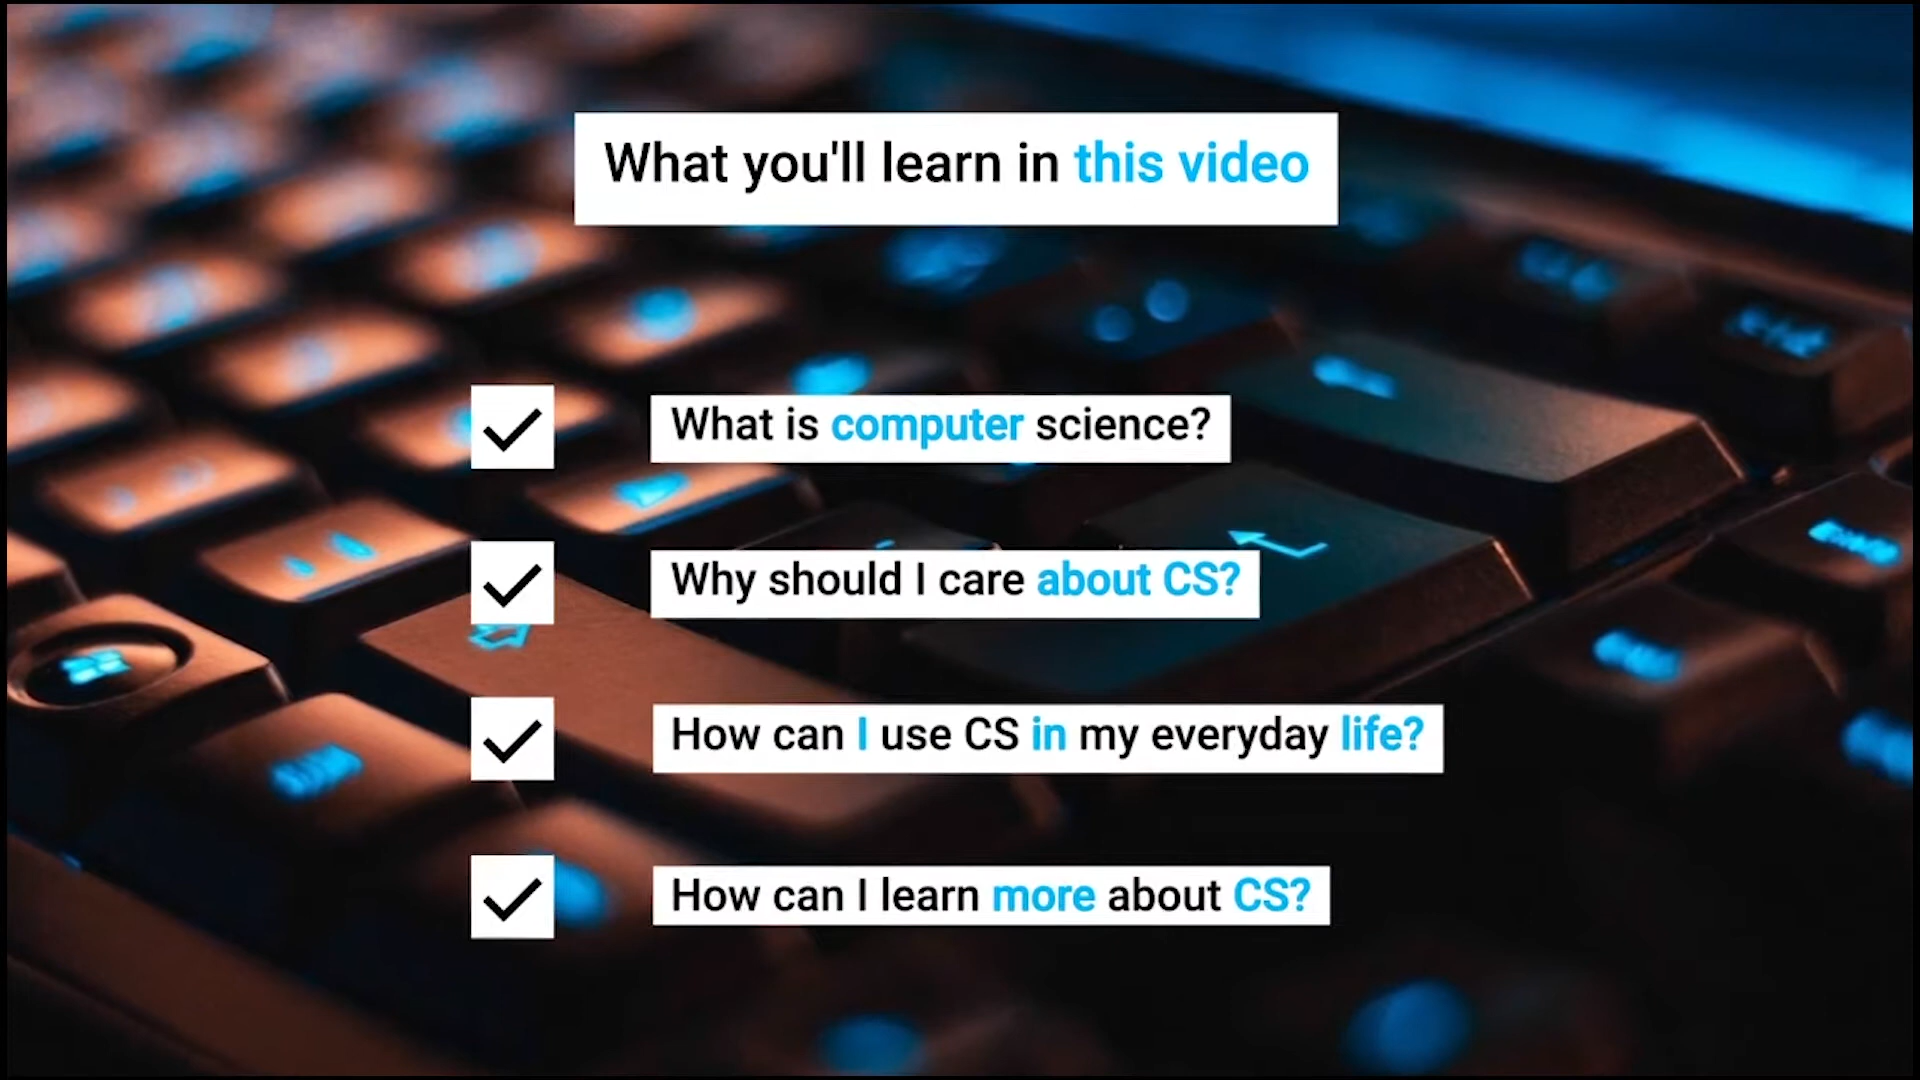 What you'll learn in this video
What is computer science?
Why should I care about CS?
How can I use CS in my everyday life?
How can I learn more about CS?